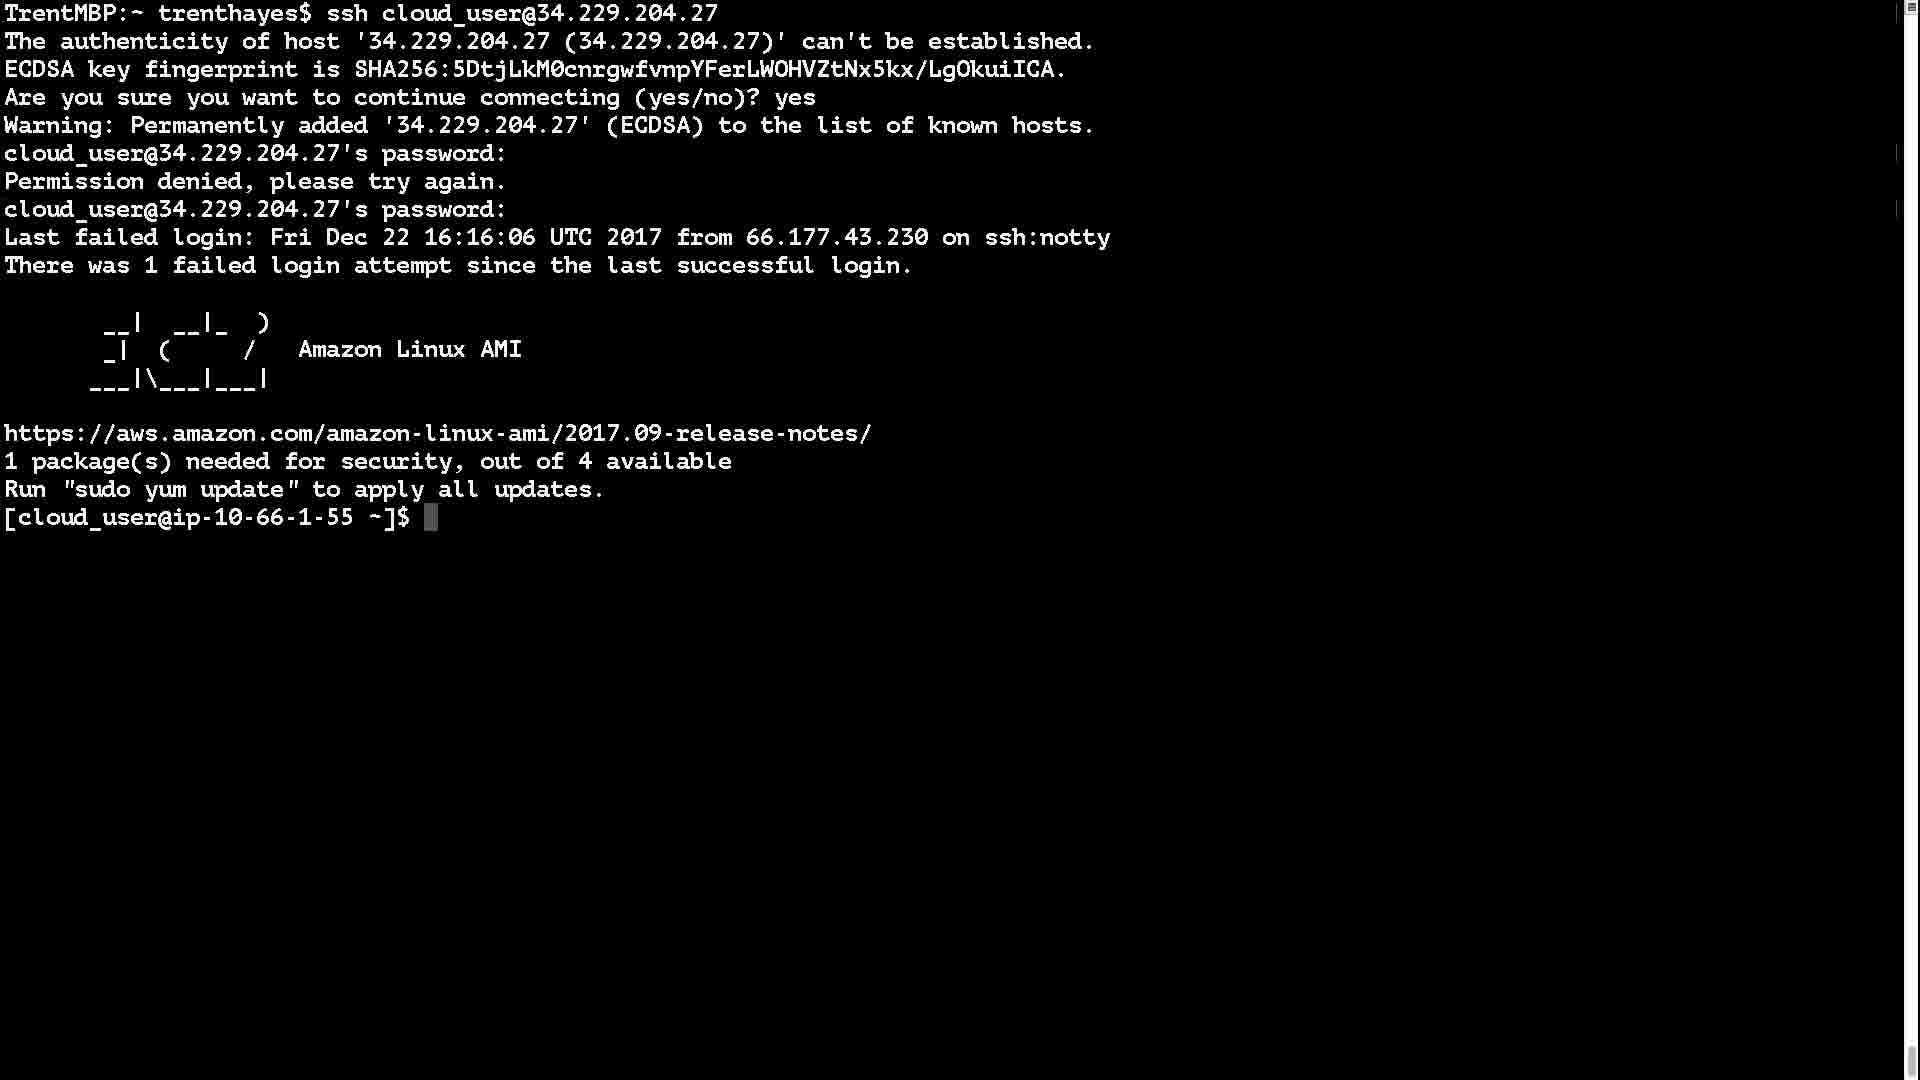 TrentMBP:~ trenthayes$ ssh cloud_user@34.229.204.27
The authenticity of host '34.229.204.27 (34.229.204.27)' can't be established.
ECDSA key fingerprint is SHA256:5DtjLkM0cnrgwfvnpYFerLWOHVZtNx5kx/LgOkuiICA.
Are you sure you want to continue connecting (yes/no)? yes
Warning: Permanently added '34.229.204.27' (ECDSA) to the list of known hosts.
cloud_user@34.229.204.27's password:
Permission denied, please try again.
cloud_user@34.229.204.27's password:
Last failed login: Fri Dec 22 16:16:06 UTC 2017 from 66.177.43.230 on ssh:notty
There was 1 failed login attempt since the last successful login.

       __|  __|_  )
       _|  (     /   Amazon Linux AMI
      ___|\___|___|

https://aws.amazon.com/amazon-linux-ami/2017.09-release-notes/
1 package(s) needed for security, out of 4 available
Run "sudo yum update" to apply all updates.
[cloud_user@ip-10-66-1-55 ~]$